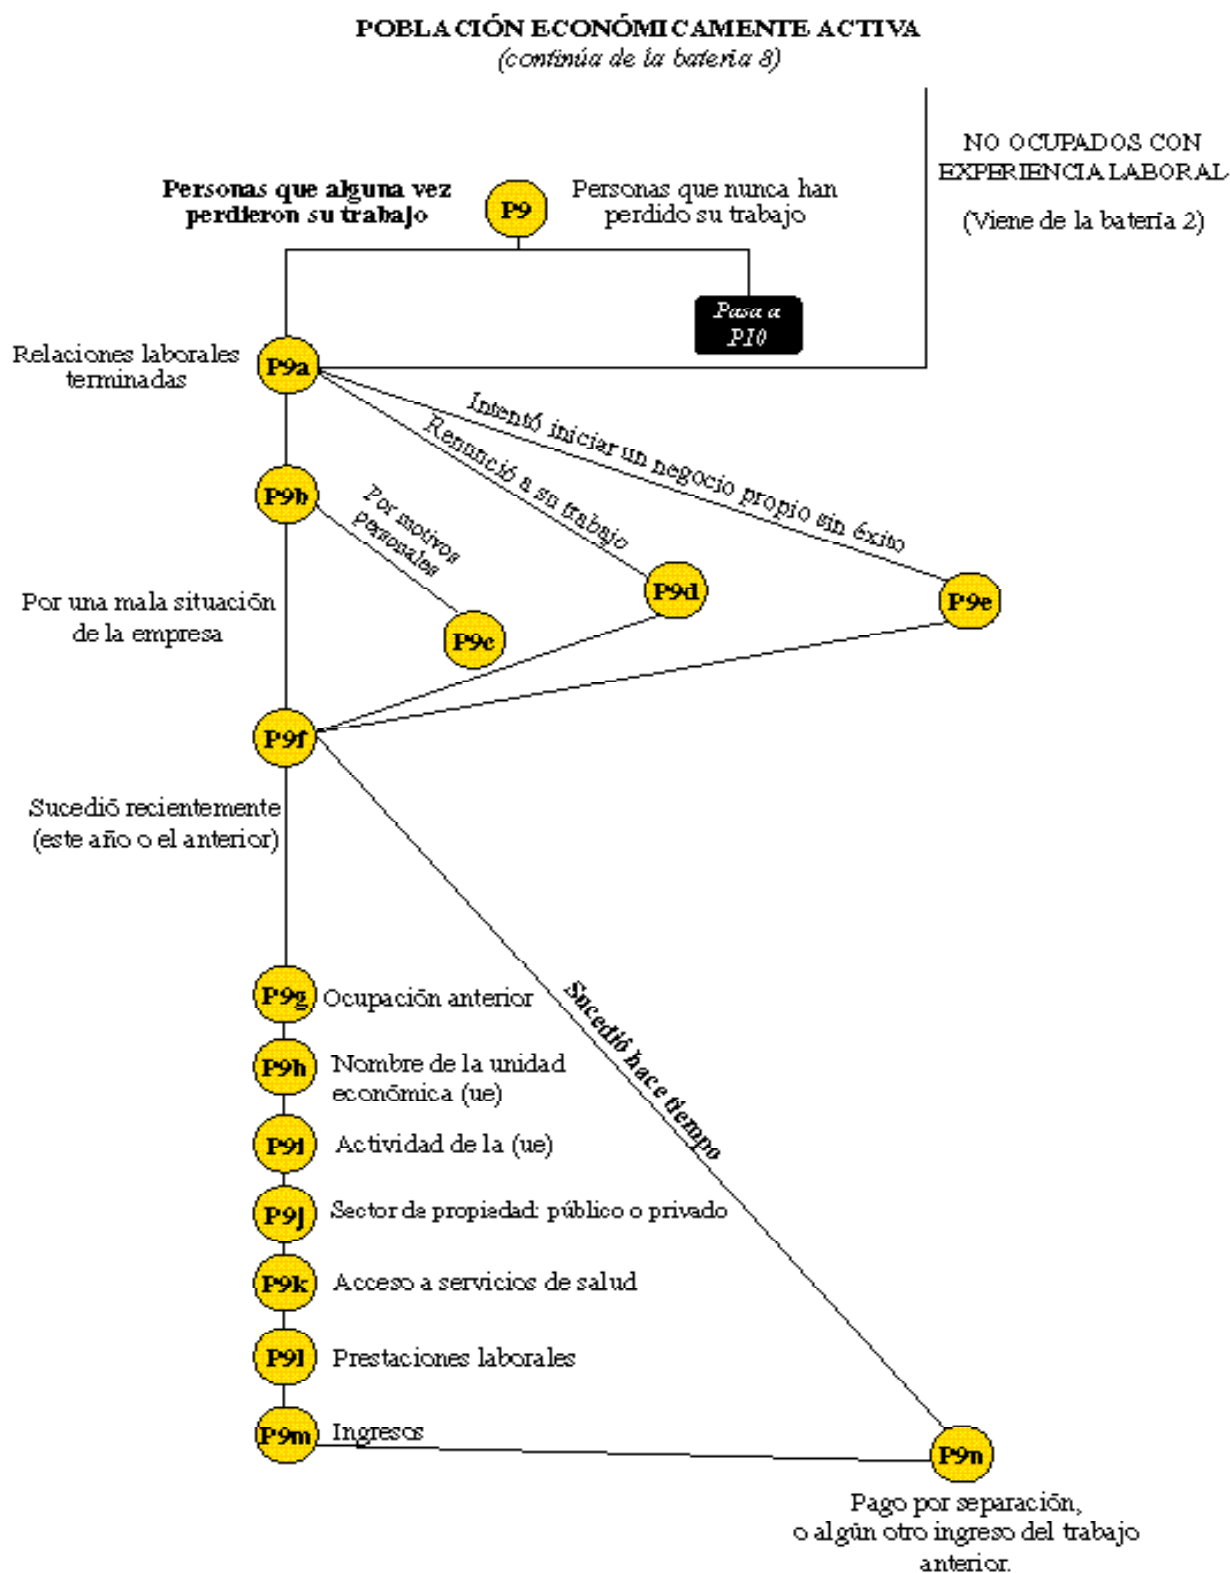 POBLACIÓN ECONÓMICAMENTE ACTIVA
(continúa de la batería 8)
NO OCUPADOS CON
EXPERIENCIA LABORAL
(Viene de la batería 2)
Personas que alguna vez
perdieron su trabajo
P9
Personas que nunca han
perdido su trabajo
Pasa a
P10
Relaciones laborales
terminadas
P9a
Intentó iniciar un negocio propio sin éxito
Renunció a su trabajo
P9b
Por motivos
personales
Por una mala situación
de la empresa
P9c
P9d
P9e
P9f
Sucedió recientemente
(este año o el anterior)
Sucedió hace tiempo
P9g Ocupación anterior
P9h Nombre de la unidad
económica (ue)
P9i Actividad de la (ue)
P9j Sector de propiedad: público o privado
P9k Acceso a servicios de salud
P9l Prestaciones laborales
P9m Ingresos
P9n
Pago por separación,
o algún otro ingreso del trabajo
anterior.